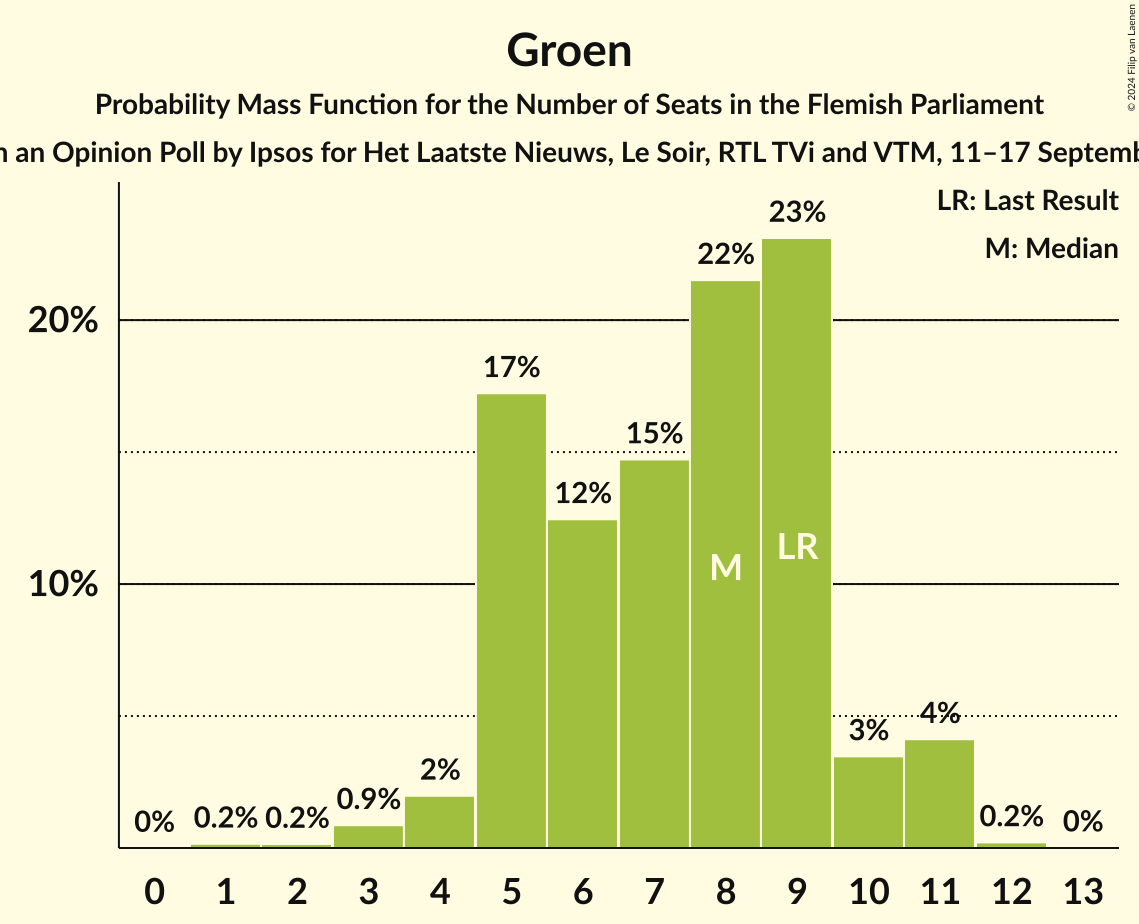 © 2024 Filip van Laenen
Groen
Probability Mass Function for the Number of Seats in the Flemish Parliament
an Opinion Poll by Ipsos for Het Laatste Nieuws, Le Soir, RTL TVi and VTM, 11–17
LR: Last Result
M: Median
23%
22%
20%
17%
15%
12%
LR
M
10%
4%
3%
2%
0.9%
0% 0.2% 0.2% 0.2% 0%
0 1 2 3 4 5 6 7 8 9 10 11 12 13